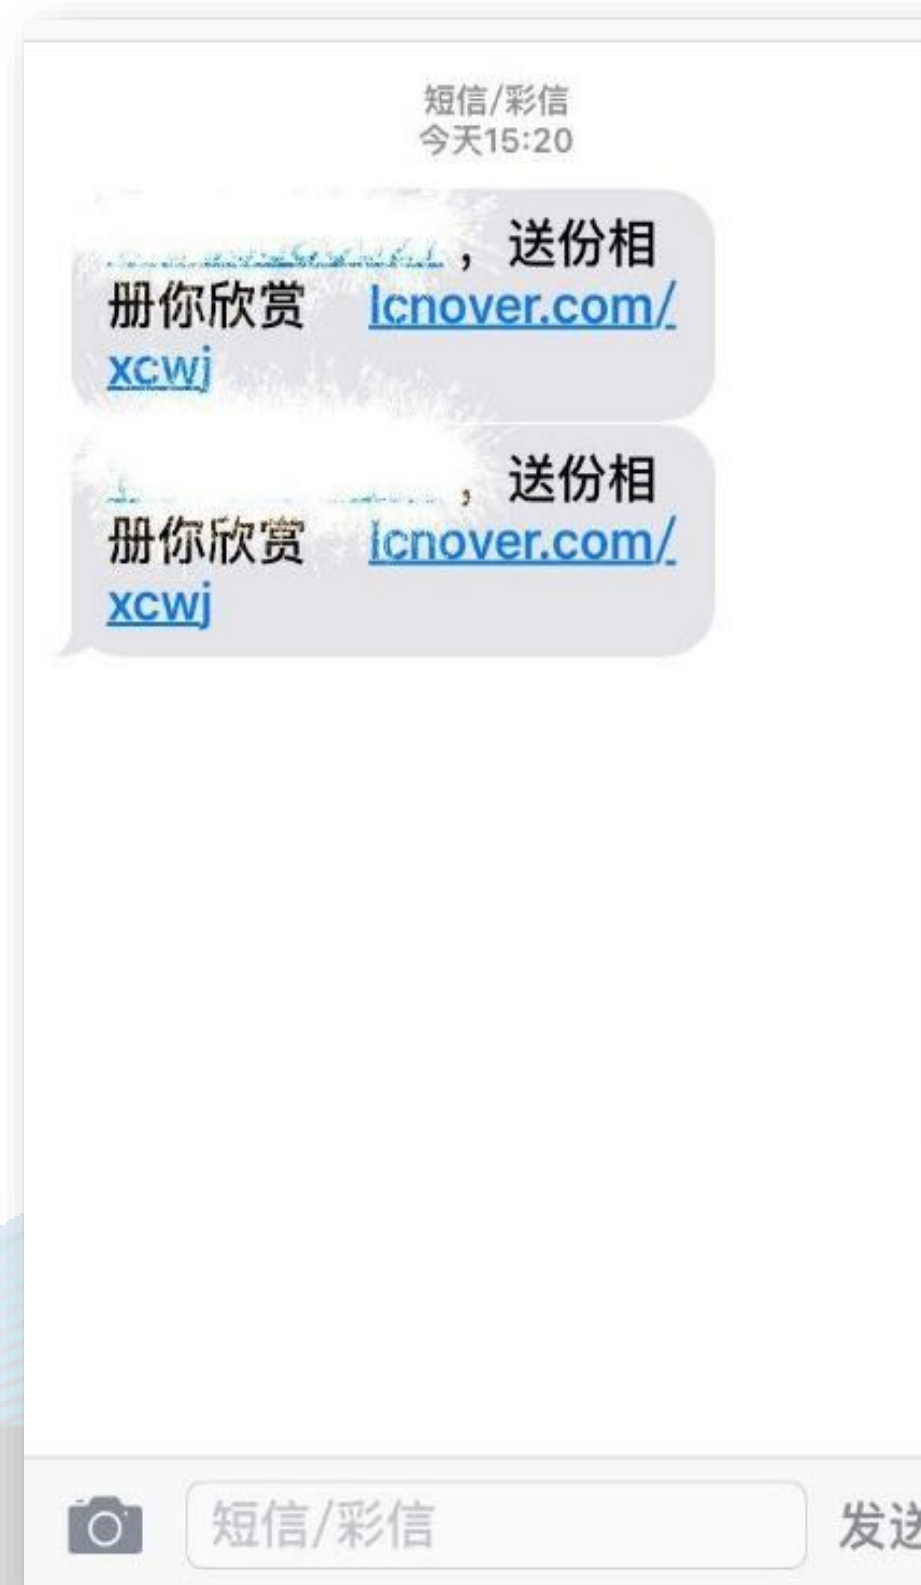 短信/彩信
今天15:20
，送份相
册你欣赏 lcnover.com/
xcwj
，送份相
册你欣赏 lcnover.com/
xcwj
短信/彩信
发送